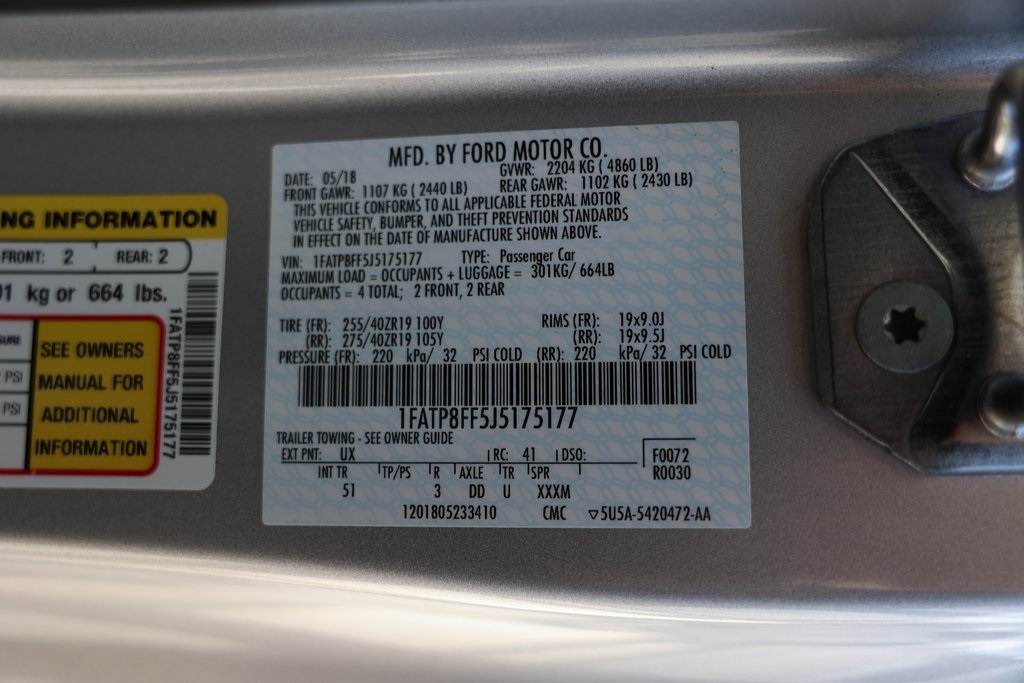 NG INFORMATION
FRONT: 2 REAR: 2
01 kg or 664 lbs.
SURE
PSI
PSI
SEE OWNERS
MANUAL FOR
ADDITIONAL
INFORMATION
1FATP8FF5J5175177
MFD. BY FORD MOTOR CO.
DATE: 05/18 GVWR: 2204 KG ( 4860 LB)
FRONT GAWR: 1107 KG ( 2440 LB) REAR GAWR: 1102 KG ( 2430 LB)
THIS VEHICLE CONFORMS TO ALL APPLICABLE FEDERAL MOTOR
VEHICLE SAFETY, BUMPER, AND THEFT PREVENTION STANDARDS
IN EFFECT ON THE DATE OF MANUFACTURE SHOWN ABOVE.
VIN: 1FATP8FF5J5175177 TYPE: Passenger Car
MAXIMUM LOAD = OCCUPANTS + LUGGAGE = 301KG/ 664LB
OCCUPANTS = 4 TOTAL; 2 FRONT, 2 REAR
TIRE (FR): 255/40ZR19 100Y RIMS (FR): 19x9.0J
(RR): 275/40ZR19 105Y (RR): 19x9.5J
PRESSURE (FR): 220 kPa/ 32 PSI COLD (RR): 220 kPa/ 32 PSI COLD
1FATP8FF5J5175177
TRAILER TOWING - SEE OWNER GUIDE
EXT PNT: UX RC: 41 DSO: F0072
INT TR TP/PS R AXLE TR SPR R0030
51 3 DD U XXXM
1201805233410 CMC ▽5U5A-5420472-AA